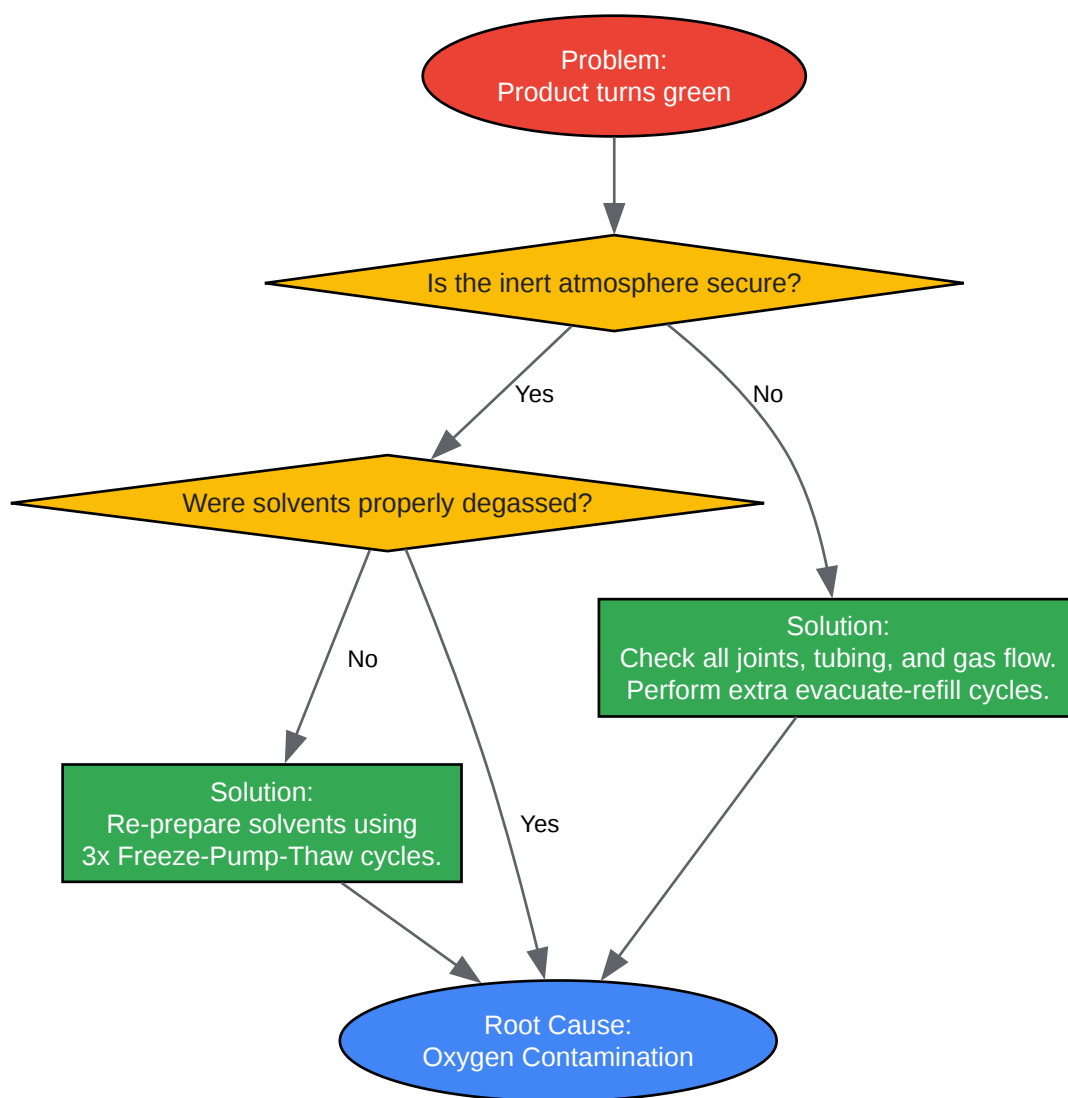 Problem:
Product turns green
Is the inert atmosphere secure?
Yes
No
Were solvents properly degassed?
Solution:
Check all joints, tubing, and gas flow.
Perform extra evacuate-refill cycles.
No
Yes
Solution:
Re-prepare solvents using
3x Freeze-Pump-Thaw cycles.
Root Cause:
Oxygen Contamination